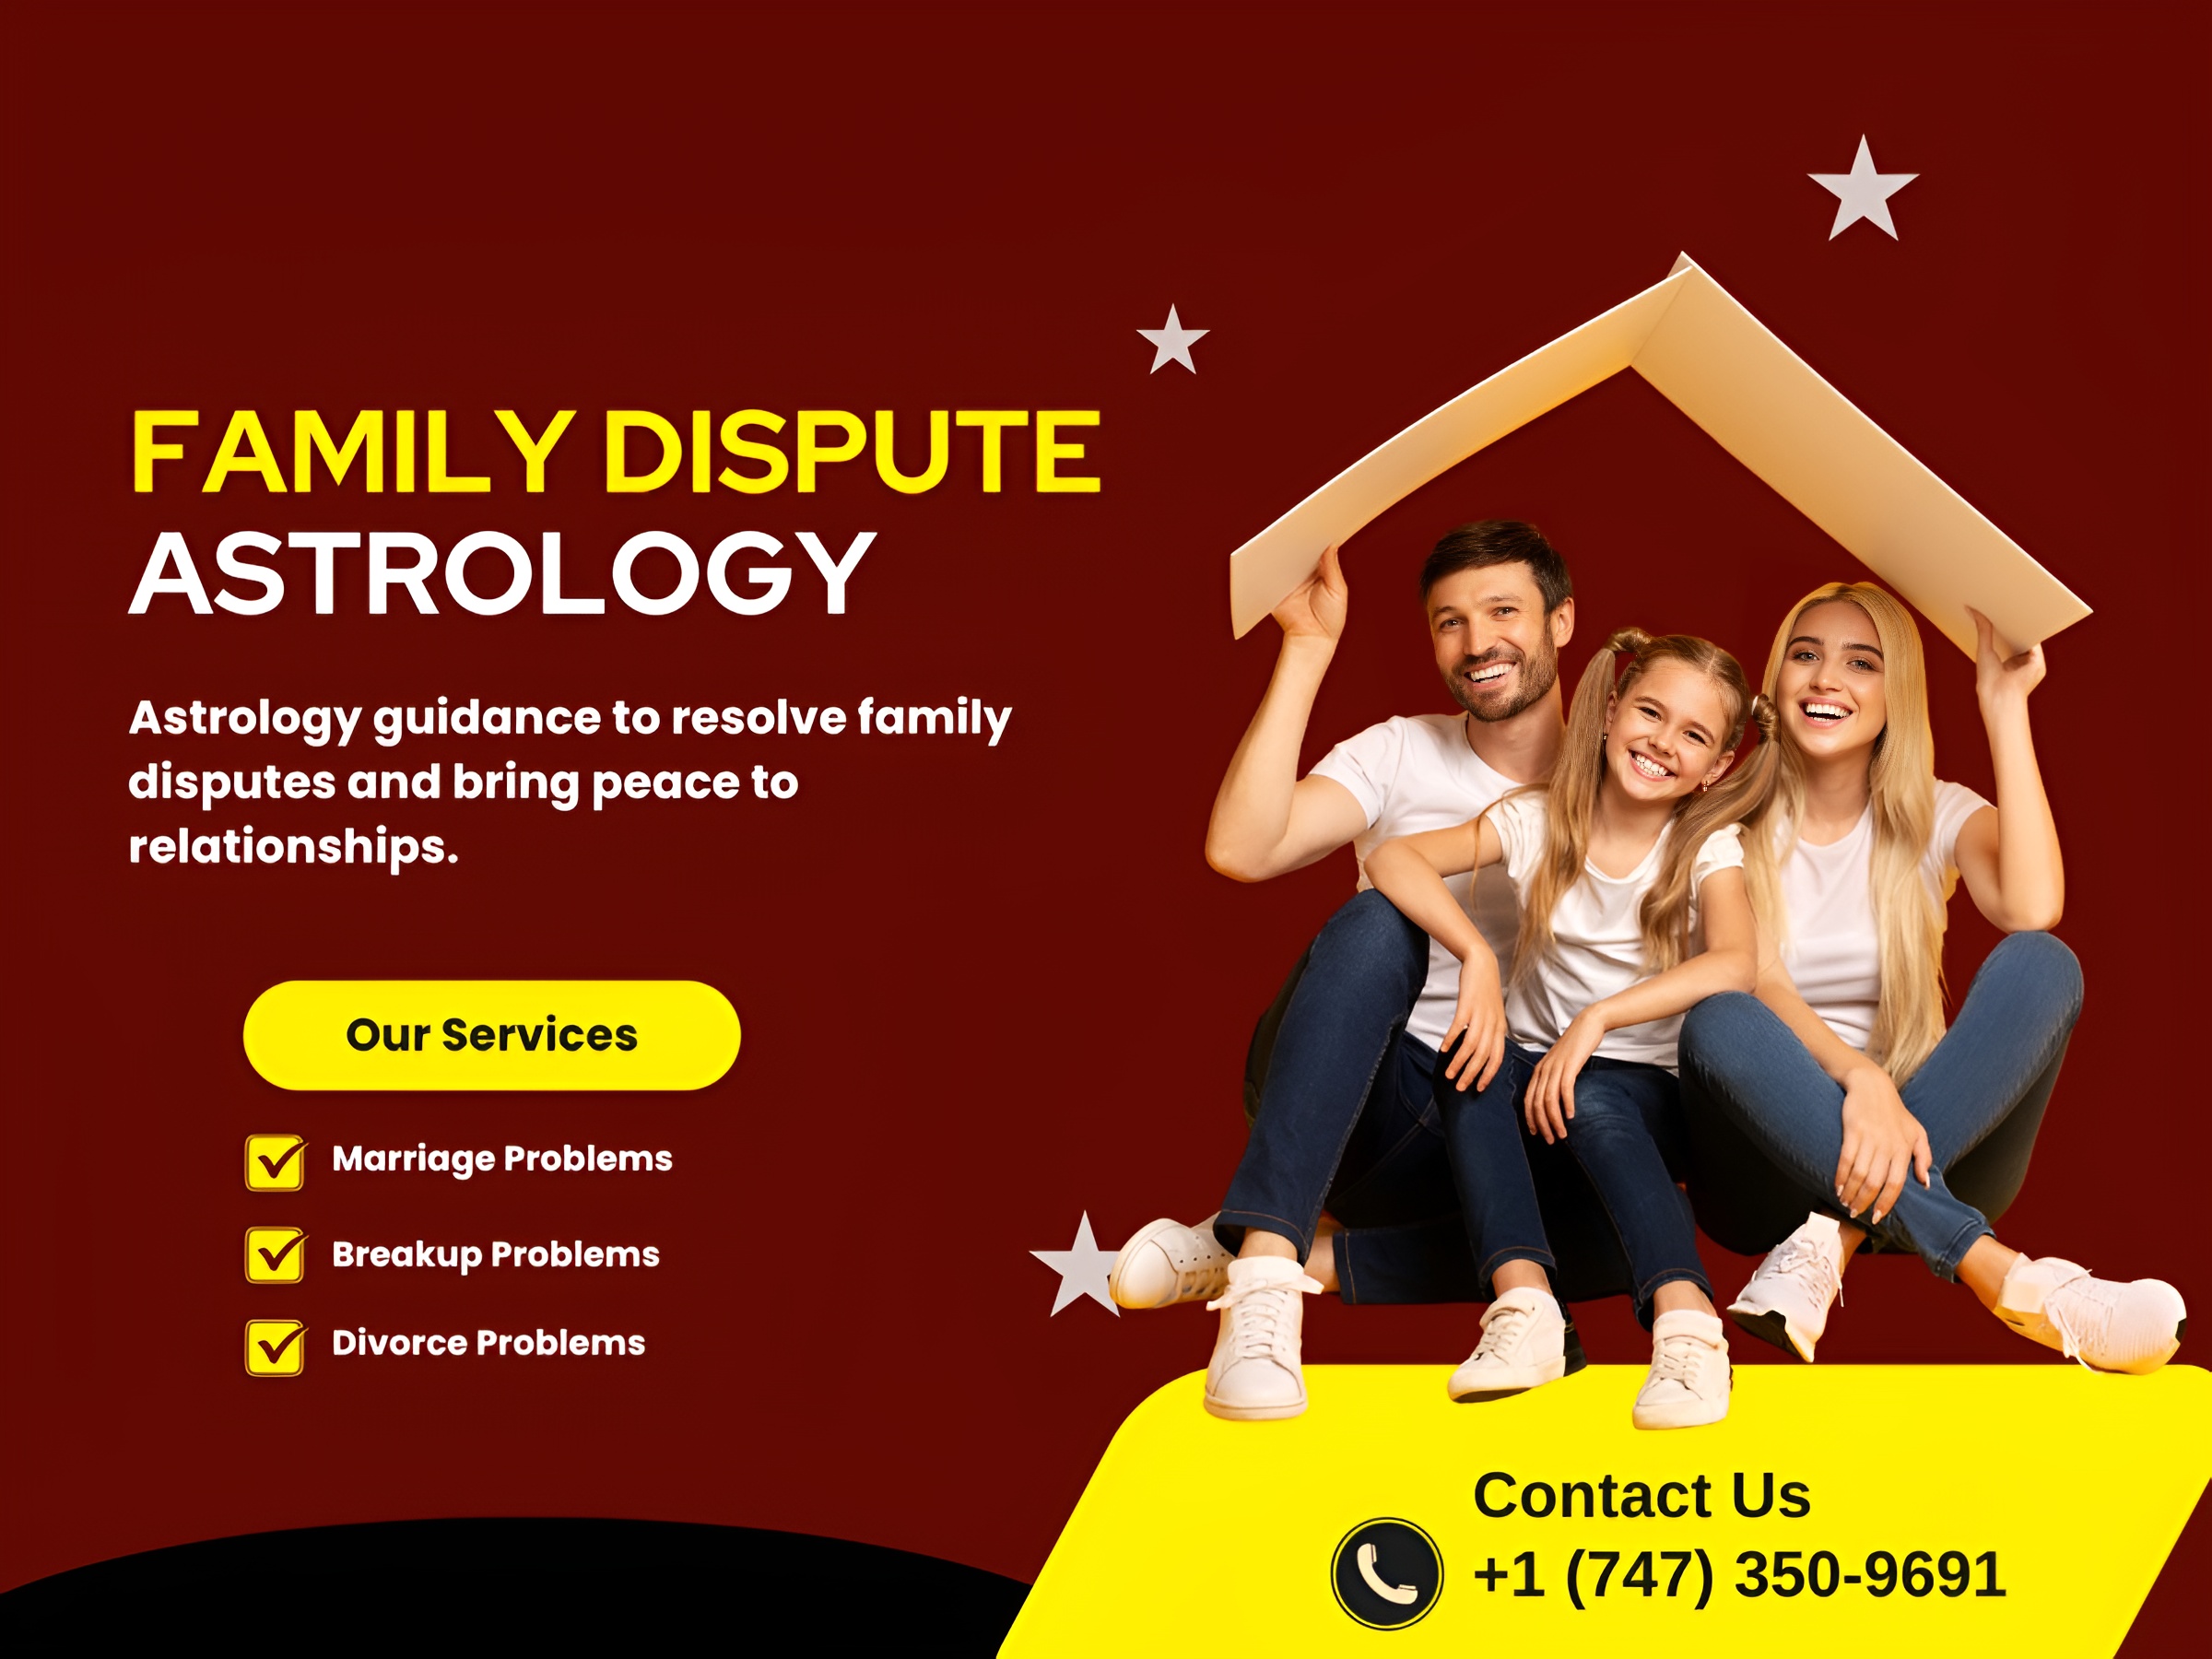 FAMILY DISPUTE
ASTROLOGY
Astrology guidance to resolve family
disputes and bring peace to
relationships.
Our Services
Marriage Problems
Breakup Problems
Divorce Problems
Contact Us
+1 (747) 350-9691